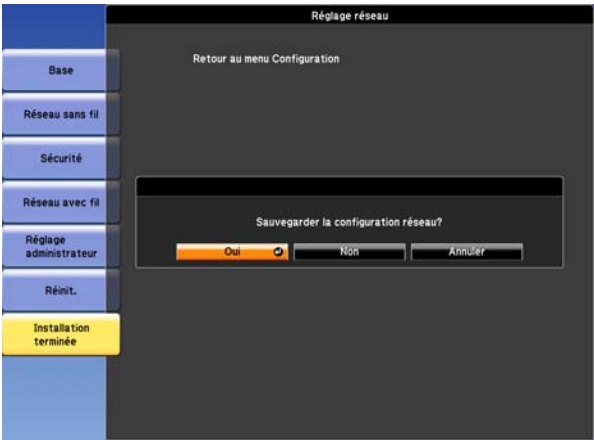 Réglage réseau
Retour au menu Configuration
Base
Réseau sans fil
Sécurité
Réseau avec fil
Réglage
administrateur
Réinit.
Installation
terminée
Sauvegarder la configuration réseau?
Oui
Non
Annuler